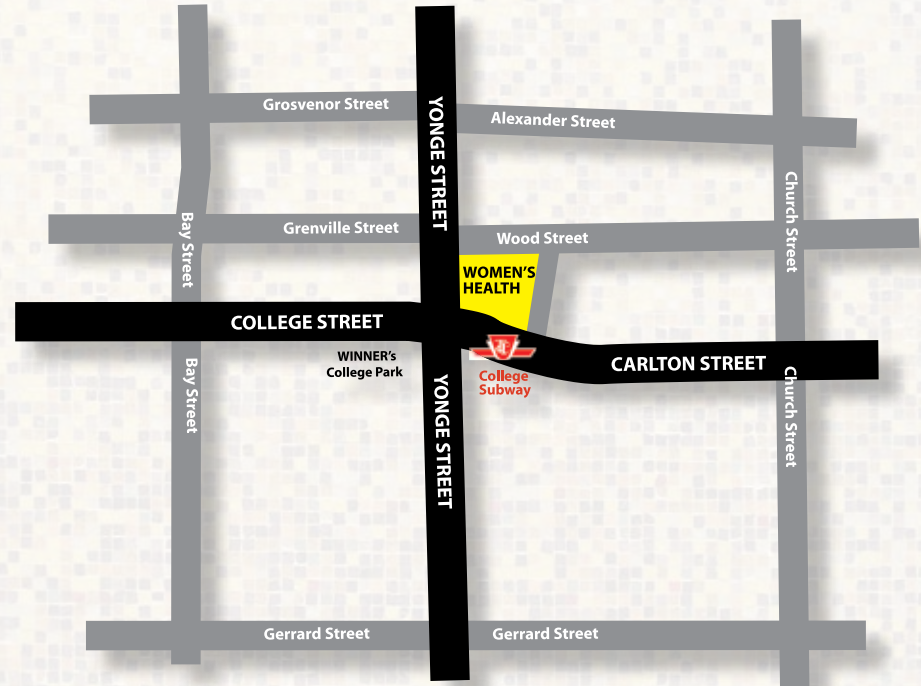 Grosvenor Street
YONGE STREET
Alexander Street
Church Street
Bay Street
Grenville Street
Wood Street
WOMEN'S
HEALTH
COLLEGE STREET
WINNER's
College Park
College
Subway
CARLTON STREET
Bay Street
YONGE STREET
Church Street
Gerrard Street
Gerrard Street